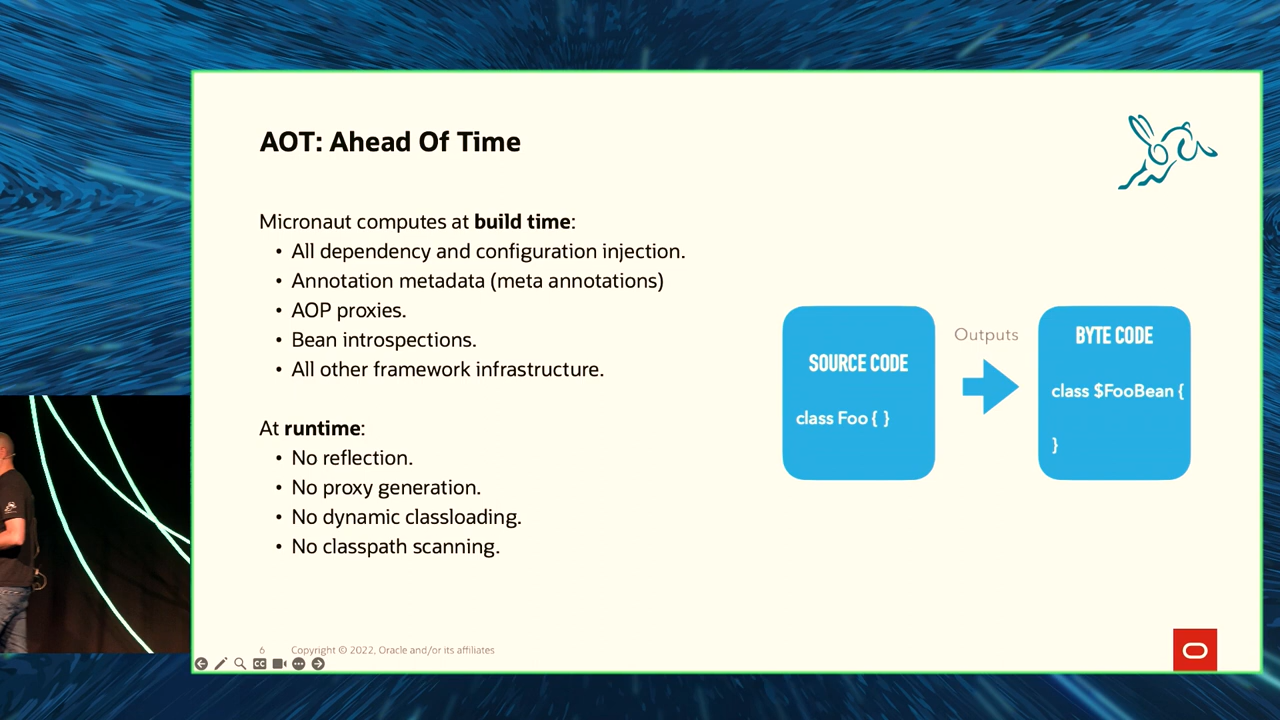 AOT: Ahead Of Time
Micronaut computes at build time:
• All dependency and configuration injection.
• Annotation metadata (meta annotations)
• AOP proxies.
• Bean introspections.
• All other framework infrastructure.
At runtime:
• No reflection.
• No proxy generation.
• No dynamic classloading.
• No classpath scanning.
SOURCE CODE
class Foo { }
Outputs
BYTE CODE
class $FooBean {
}
6 Copyright © 2022, Oracle and/or its affiliates
CC